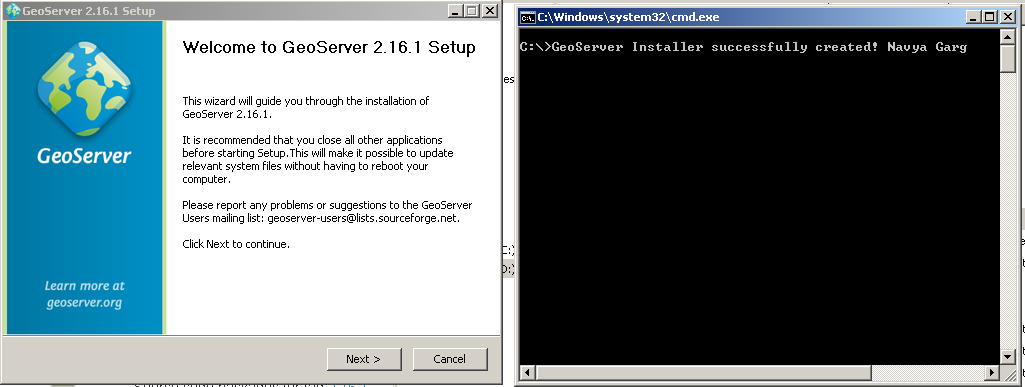 GeoServer 2.16.1 Setup
Welcome to GeoServer 2.16.1 Setup
This wizard will guide you through the installation of
GeoServer 2.16.1.
It is recommended that you close all other applications
before starting Setup.This will make it possible to update
relevant system files without having to reboot your
computer.
Please report any problems or suggestions to the GeoServer
Users mailing list: geoserver-users@lists.sourceforge.net.
Click Next to continue.
GeoServer
Learn more at
geoserver.org
Next >
Cancel
es
C:\Windows\system32\cmd.exe
C:\>GeoServer Installer successfully created! Navya Garg